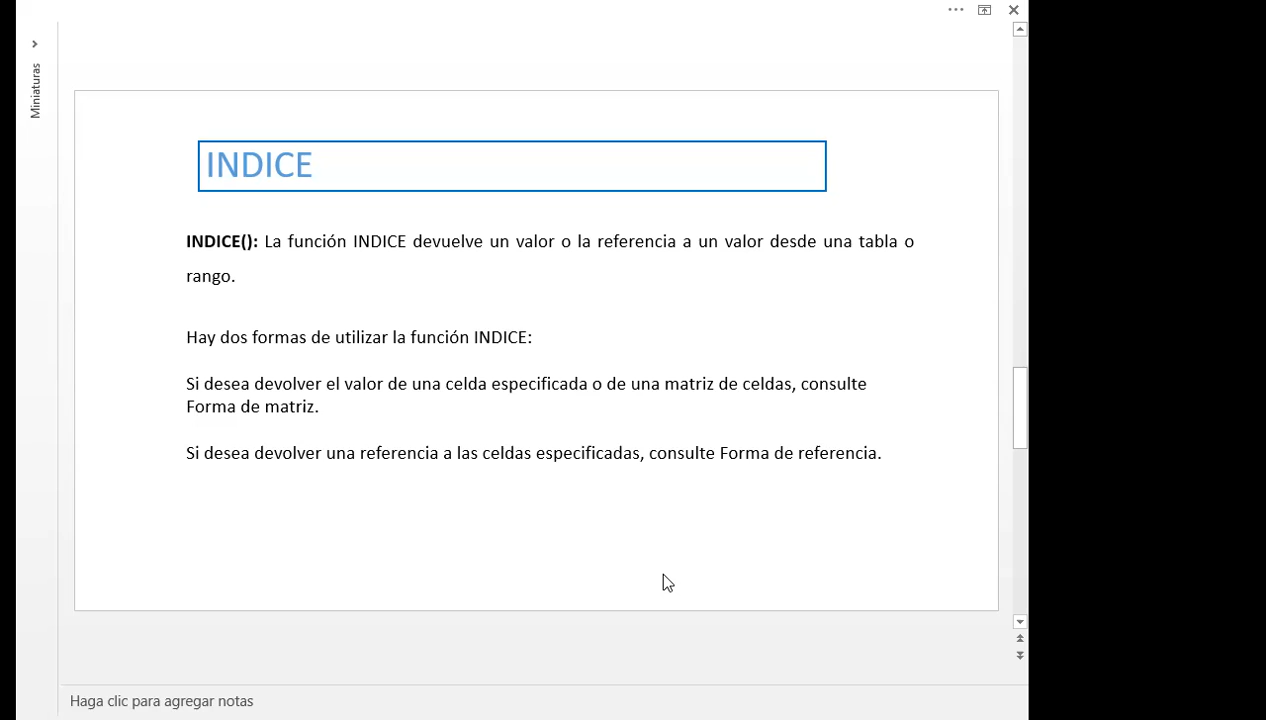 Miniaturas
INDICE
INDICE(): La función INDICE devuelve un valor o la referencia a un valor desde una tabla o
rango.
Hay dos formas de utilizar la función INDICE:
Si desea devolver el valor de una celda especificada o de una matriz de celdas, consulte
Forma de matriz.
Si desea devolver una referencia a las celdas especificadas, consulte Forma de referencia.
Haga clic para agregar notas